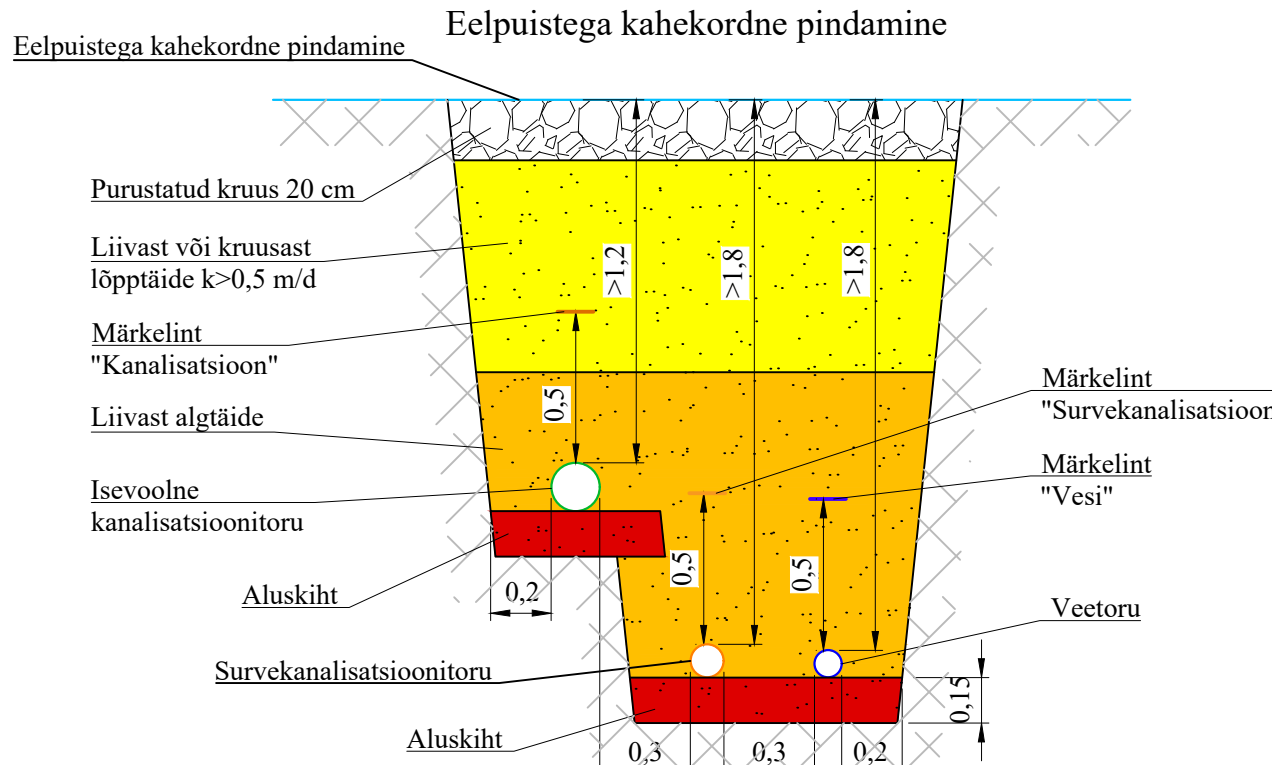 Eelpuistega kahekordne pindamine
Eelpuistega kahekordne pindamine
Purustatud kruus 20 cm
Liivast või kruusast
lõpptäide k>0,5 m/d
Märkelint
"Kanalisatsioon"
Liivast algtäide
Isevoolne
kanalisatsioonitoru
Aluskiht
Survekanalisatsioonitoru
Aluskiht
>1,2
>1,8
>1,8
0,5
0,5
0,5
0,2
Märkelint
"Survekanalisatsioon
Märkelint
"Vesi"
Veetoru
0,15
0,3
0,3
0,2